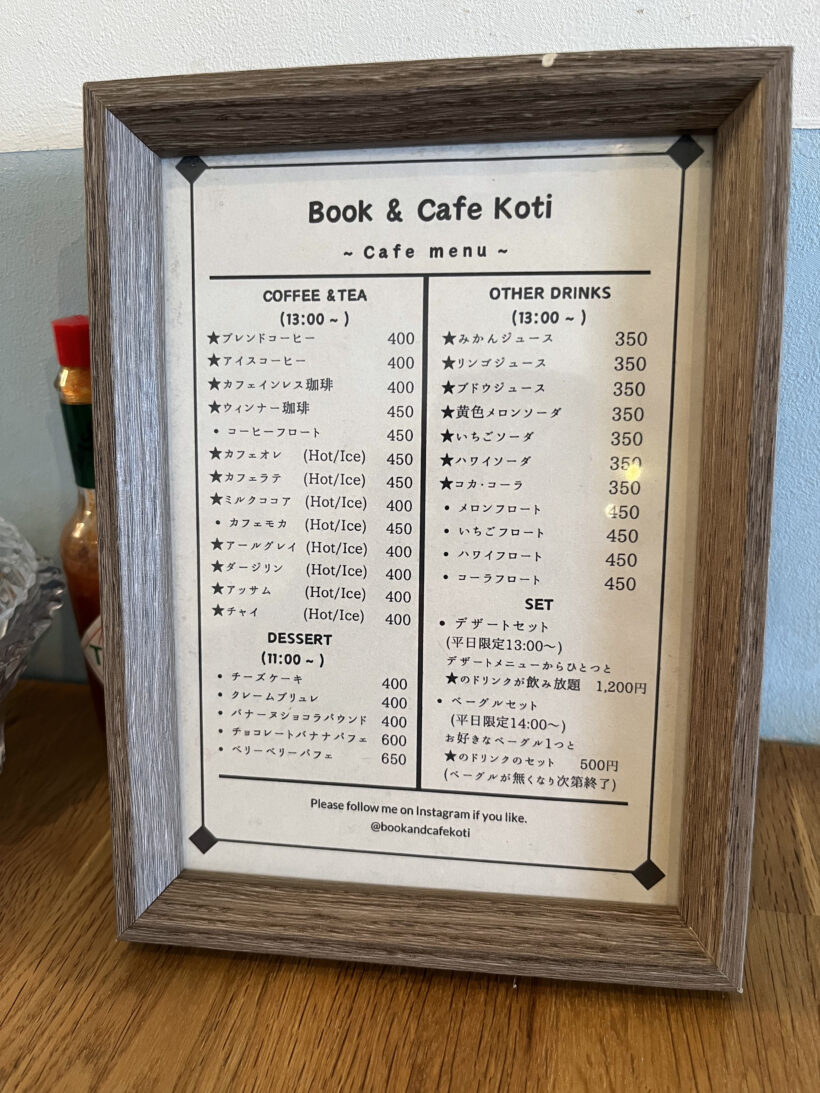 Book & Cafe Koti
~ Cafe menu ~
COFFEE &TEA
(13:00 ~ )
★ブレンドコーヒー 400
★アイスコーヒー 400
★カフェインレス珈琲 400
★ウィンナー珈琲 450
• コーヒーフロート 450
★カフェオレ (Hot/Ice) 450
★カフェラテ (Hot/Ice) 450
★ミルクココア (Hot/Ice) 400
• カフェモカ (Hot/Ice) 450
★アールグレイ (Hot/Ice) 400
★ダージリン (Hot/Ice) 400
★アッサム (Hot/Ice) 400
★チャイ (Hot/Ice) 400
DESSERT
(11:00 ~ )
• チーズケーキ 400
• クレームブリュレ 400
• バナーヌショコラパウンド 400
• チョコレートバナナパフェ 600
• ベリーベリーパフェ 650
OTHER DRINKS
(13:00 ~ )
★みかんジュース 350
★リンゴジュース 350
★ブドウジュース 350
★黄色メロンソーダ 350
★いちごソーダ 350
★ハワイソーダ 350
★コカ・コーラ 350
• メロンフロート 450
• いちごフロート 450
• ハワイフロート 450
• コーラフロート 450
SET
• デザートセット
(平日限定13:00〜)
デザートメニューからひとつと
★のドリンクが飲み放題 1,200円
• ベーグルセット
(平日限定14:00〜)
お好きなベーグル1つと
★のドリンクのセット 500円
(ベーグルが無くなり次第終了)
Please follow me on Instagram if you like.
@bookandcafekoti